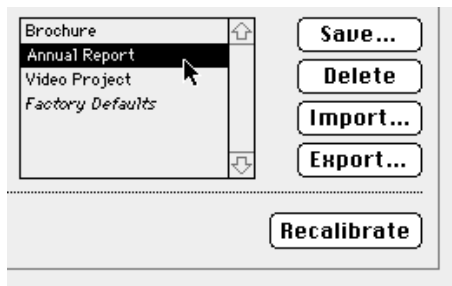 Brochure
Annual Report
Video Project
Factory Defaults
Save...
Delete
Import...
Export...
Recalibrate